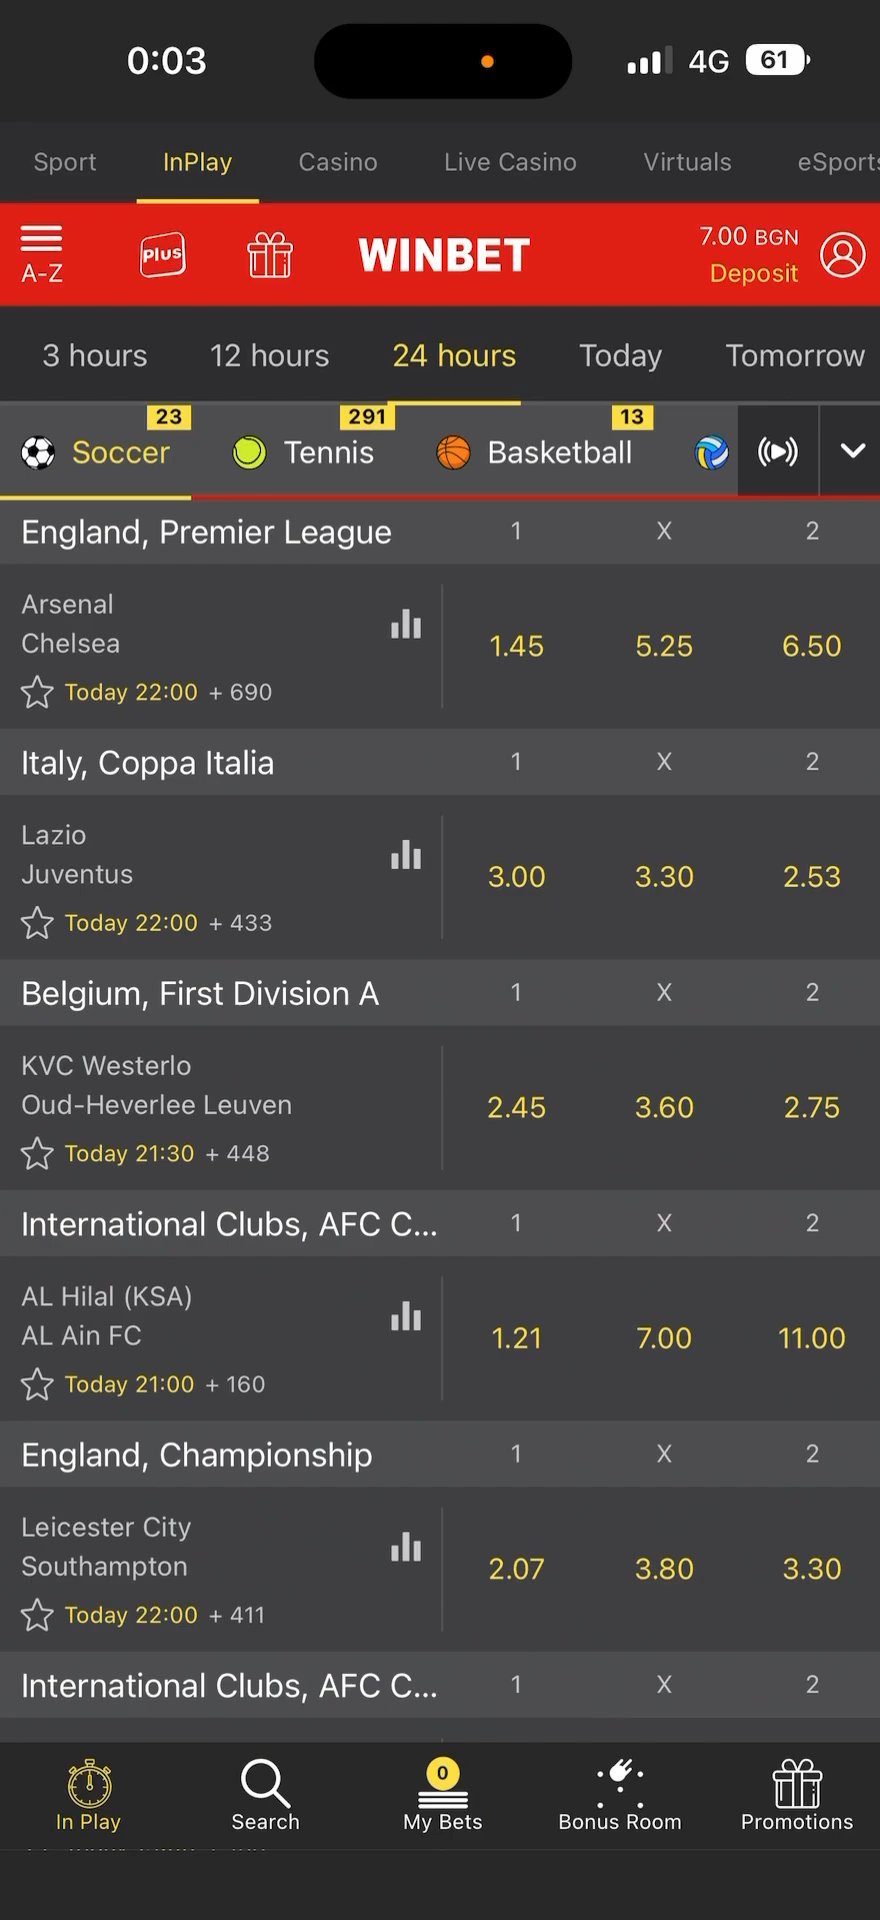 0:03 4G 61
Sport InPlay Casino Live Casino Virtuals eSports
A-Z Plus WINBET 7.00 BGN
Deposit
3 hours 12 hours 24 hours Today Tomorrow
23 291 13
Soccer Tennis Basketball
England, Premier League 1 X 2
Arsenal
Chelsea 1.45 5.25 6.50
Today 22:00 + 690
Italy, Coppa Italia 1 X 2
Lazio
Juventus 3.00 3.30 2.53
Today 22:00 + 433
Belgium, First Division A 1 X 2
KVC Westerlo
Oud-Heverlee Leuven 2.45 3.60 2.75
Today 21:30 + 448
International Clubs, AFC C... 1 X 2
AL Hilal (KSA)
AL Ain FC 1.21 7.00 11.00
Today 21:00 + 160
England, Championship 1 X 2
Leicester City
Southampton 2.07 3.80 3.30
Today 22:00 + 411
International Clubs, AFC C... 1 X 2
0
In Play Search My Bets Bonus Room Promotions